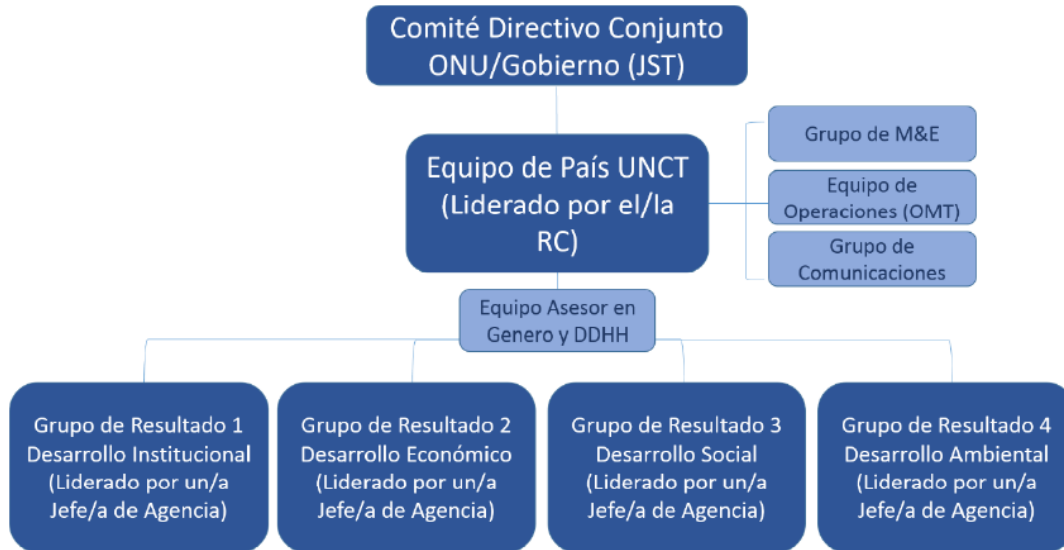 Comité Directivo Conjunto
ONU/Gobierno (JST)
Equipo de País UNCT
(Liderado por el/la
RC)
Grupo de M&E
Equipo de
Operaciones (OMT)
Grupo de
Comunicaciones
Equipo Asesor en
Genero y DDHH
Grupo de Resultado 1
Desarrollo Institucional
(Liderado por un/a
Jefe/a de Agencia)
Grupo de Resultado 2
Desarrollo Económico
(Liderado por un/a
Jefe/a de Agencia)
Grupo de Resultado 3
Desarrollo Social
(Liderado por un/a
Jefe/a de Agencia)
Grupo de Resultado 4
Desarrollo Ambiental
(Liderado por un/a
Jefe/a de Agencia)